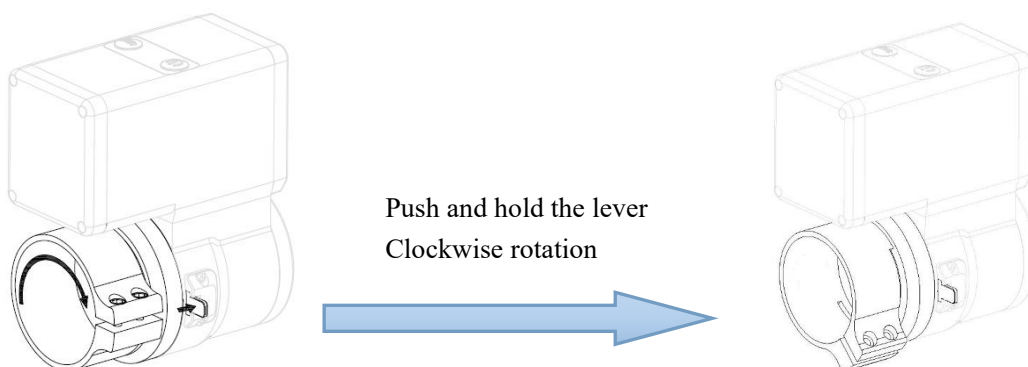 Push and hold the lever
Clockwise rotation